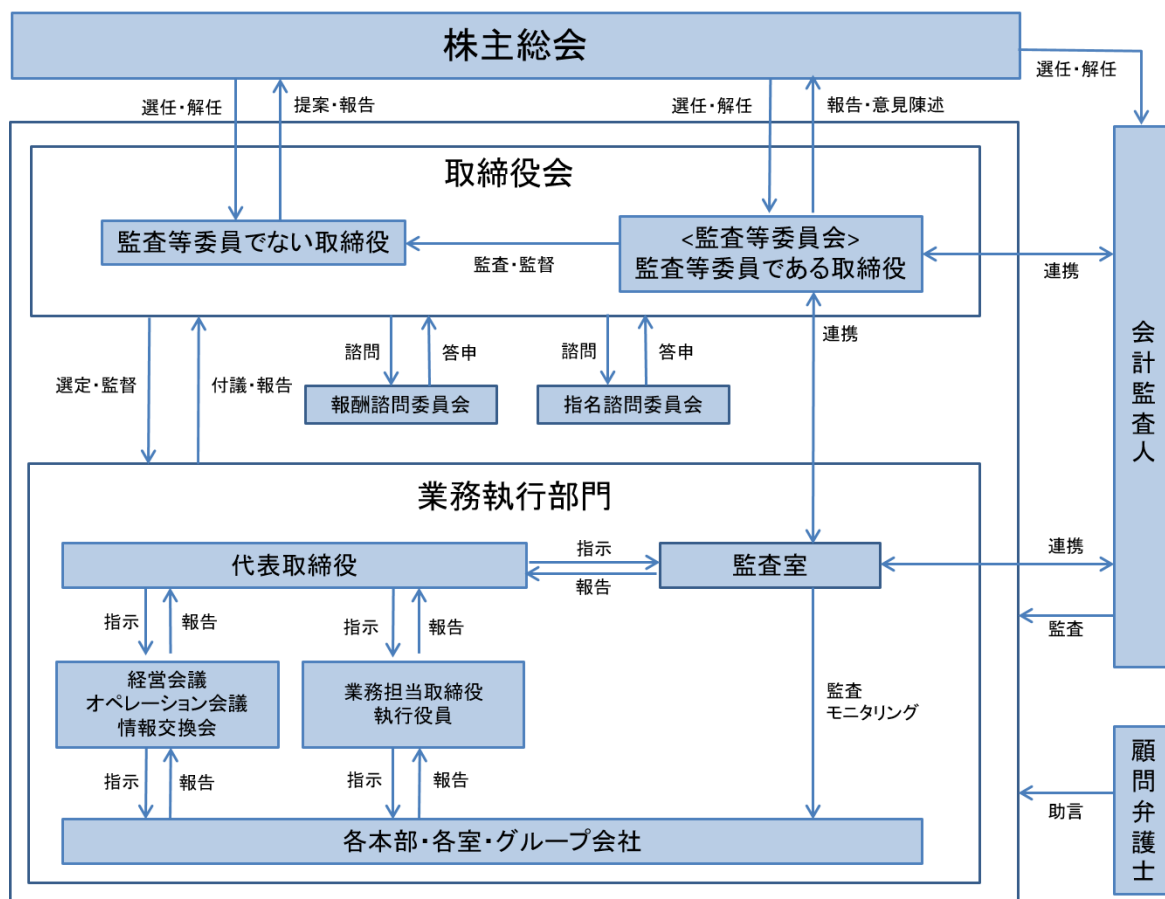 株主総会
選任・解任
選任・解任
提案・報告
選任・解任
報告・意見陳述
取締役会
監査等委員でない取締役
<監査等委員会>
監査等委員である取締役
監査・監督
連携
会計監査人
選定・監督
付議・報告
諮問
答申
諮問
答申
連携
報酬諮問委員会
指名諮問委員会
業務執行部門
代表取締役
指示
報告
監査室
連携
監査
指示
報告
指示
報告
経営会議
オペレーション会議
情報交換会
業務担当取締役
執行役員
監査
モニタリング
指示
報告
指示
報告
助言
顧問弁護士
各本部・各室・グループ会社